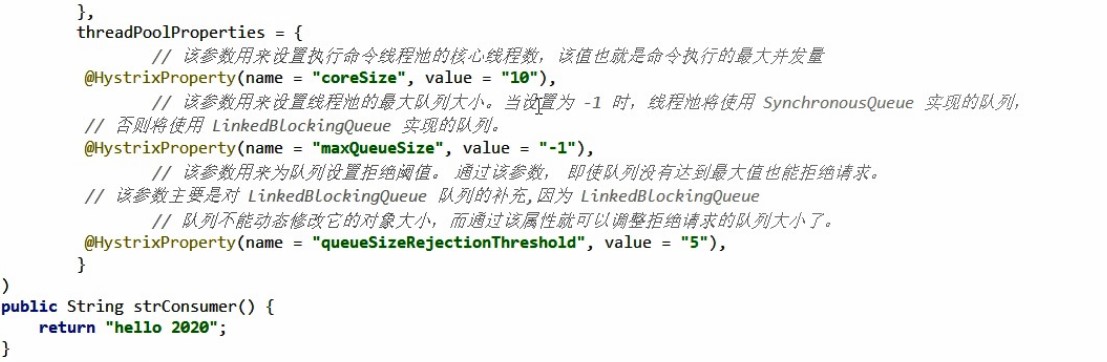 },
threadPoolProperties = {
// 该参数用来设置执行命令线程池的核心线程数，该值也就是命令执行的最大并发量
@HystrixProperty(name = "coreSize", value = "10"),
// 该参数用来设置线程池的最大队列大小。当设置为 -1 时，线程池将使用 SynchronousQueue 实现的队列，
// 否则将使用 LinkedBlockingQueue 实现的队列。
@HystrixProperty(name = "maxQueueSize", value = "-1"),
// 该参数用来为队列设置拒绝阈值。 通过该参数， 即使队列没有达到最大值也能拒绝请求。
// 该参数主要是对 LinkedBlockingQueue 队列的补充,因为 LinkedBlockingQueue
// 队列不能动态修改它的对象大小，而通过该属性就可以调整拒绝请求的队列大小了。
@HystrixProperty(name = "queueSizeRejectionThreshold", value = "5"),
}
)
public String strConsumer() {
return "hello 2020";
}